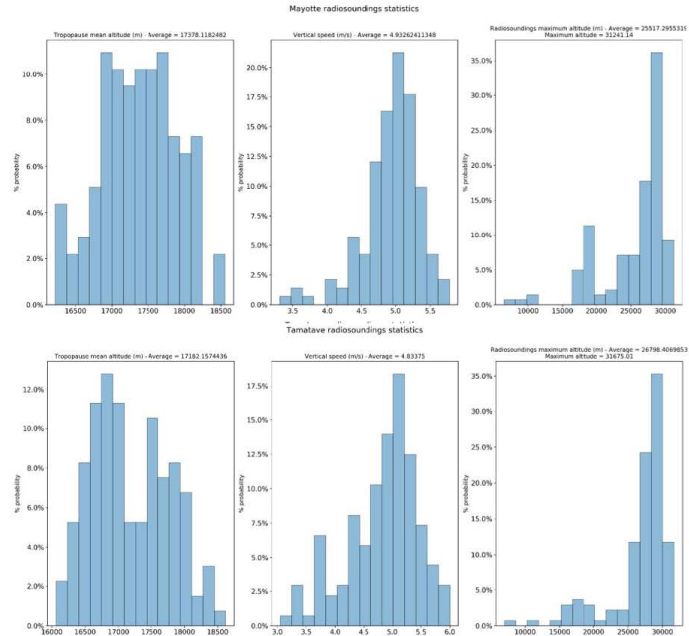 Mayotte radiosoundings statistics
Tropopause mean altitude (m) - Average = 17378.1182482
Vertical speed (m/s) - Average = 4.93262411348
Radiosoundings maximum altitude (m) - Average = 25517.2955319
Maximum altitude = 31241.14
% probability
10.0%
8.0%
6.0%
4.0%
2.0%
0.0%
16500 17000 17500 18000 18500
% probability
22.5%
20.0%
17.5%
15.0%
12.5%
10.0%
7.5%
5.0%
2.5%
0.0%
3.5 4.0 4.5 5.0 5.5
% probability
35.0%
30.0%
25.0%
20.0%
15.0%
10.0%
5.0%
0.0%
10000 15000 20000 25000 30000
Tamatave radiosoundings statistics
Tropopause mean altitude (m) - Average = 17182.1574436
Vertical speed (m/s) - Average = 4.83375
Radiosoundings maximum altitude (m) - Average = 26798.4069853
Maximum altitude = 31675.01
% probability
12.0%
10.0%
8.0%
6.0%
4.0%
2.0%
0.0%
16000 16500 17000 17500 18000 18500
% probability
17.5%
15.0%
12.5%
10.0%
7.5%
5.0%
2.5%
0.0%
3.0 3.5 4.0 4.5 5.0 5.5 6.0
% probability
35.0%
30.0%
25.0%
20.0%
15.0%
10.0%
5.0%
0.0%
10000 15000 20000 25000 30000